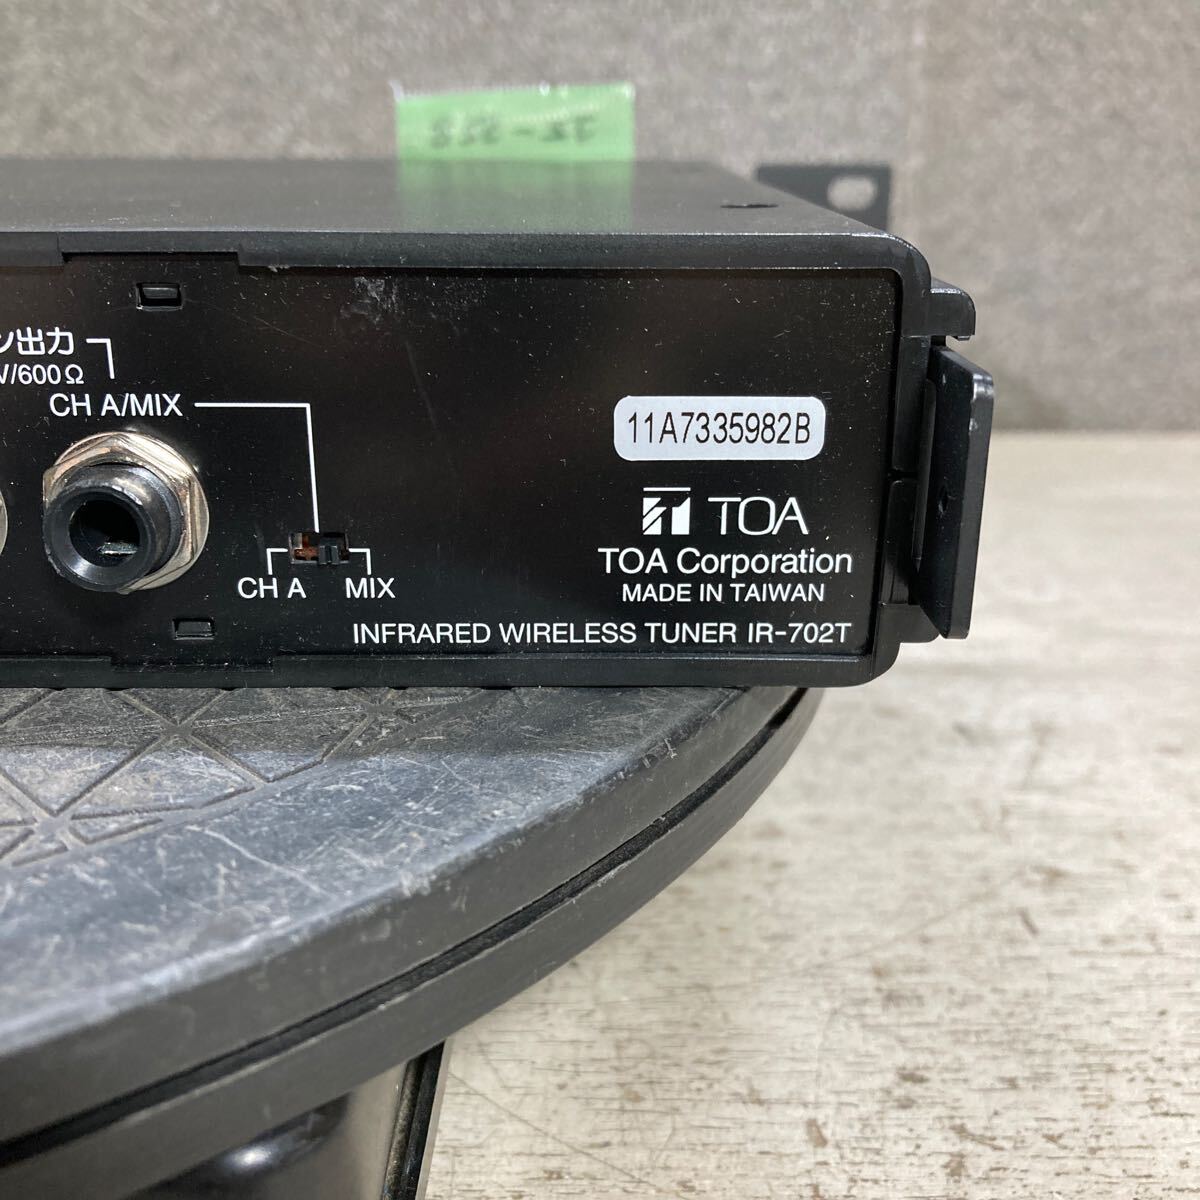 ン出力
V/600Ω
CH A/MIX
CH A
MIX
11A7335982B
TOA
TOA Corporation
MADE IN TAIWAN
INFRARED WIRELESS TUNER IR-702T